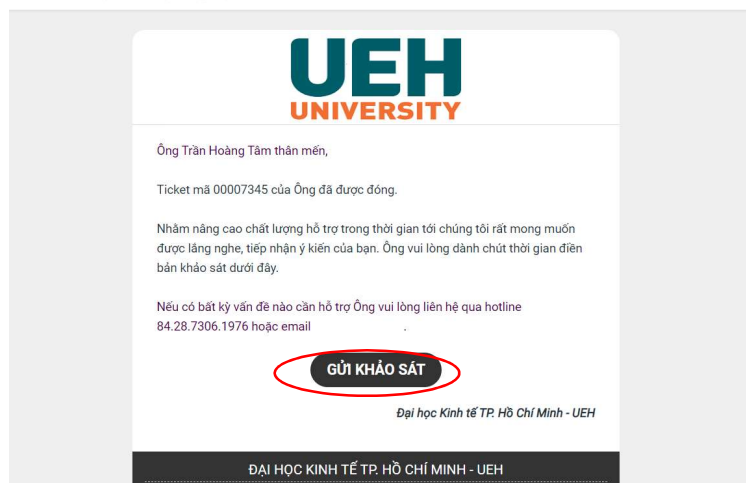 UEH
UNIVERSITY
Ông Trần Hoàng Tâm thân mến,
Ticket mã 00007345 của Ông đã được đóng.
Nhằm nâng cao chất lượng hỗ trợ trong thời gian tới chúng tôi rất mong muốn
được lắng nghe, tiếp nhận ý kiến của bạn. Ông vui lòng dành chút thời gian điền
bản khảo sát dưới đây.
Nếu có bất kỳ vấn đề nào cần hỗ trợ Ông vui lòng liên hệ qua hotline
84.28.7306.1976 hoặc email .
GỬI KHẢO SÁT
Đại học Kinh tế TP. Hồ Chí Minh - UEH
ĐẠI HỌC KINH TẾ TP. HỒ CHÍ MINH - UEH